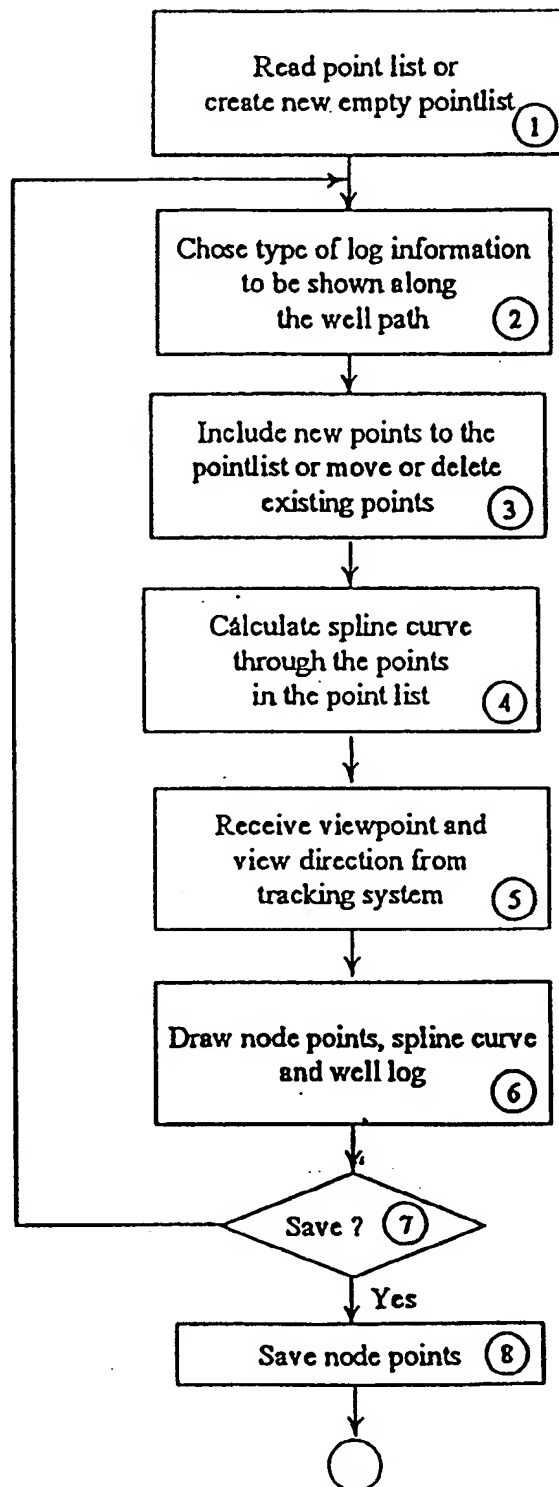 Read point list or
create new empty pointlist
1
Chose type of log information
to be shown along
the well path
2
Include new points to the
pointlist or move or delete
existing points
3
Calculate spline curve
through the points
in the point list
4
Receive viewpoint and
view direction from
tracking system
5
Draw node points, spline curve
and well log
6
Save ? 7
Yes
Save node points 8